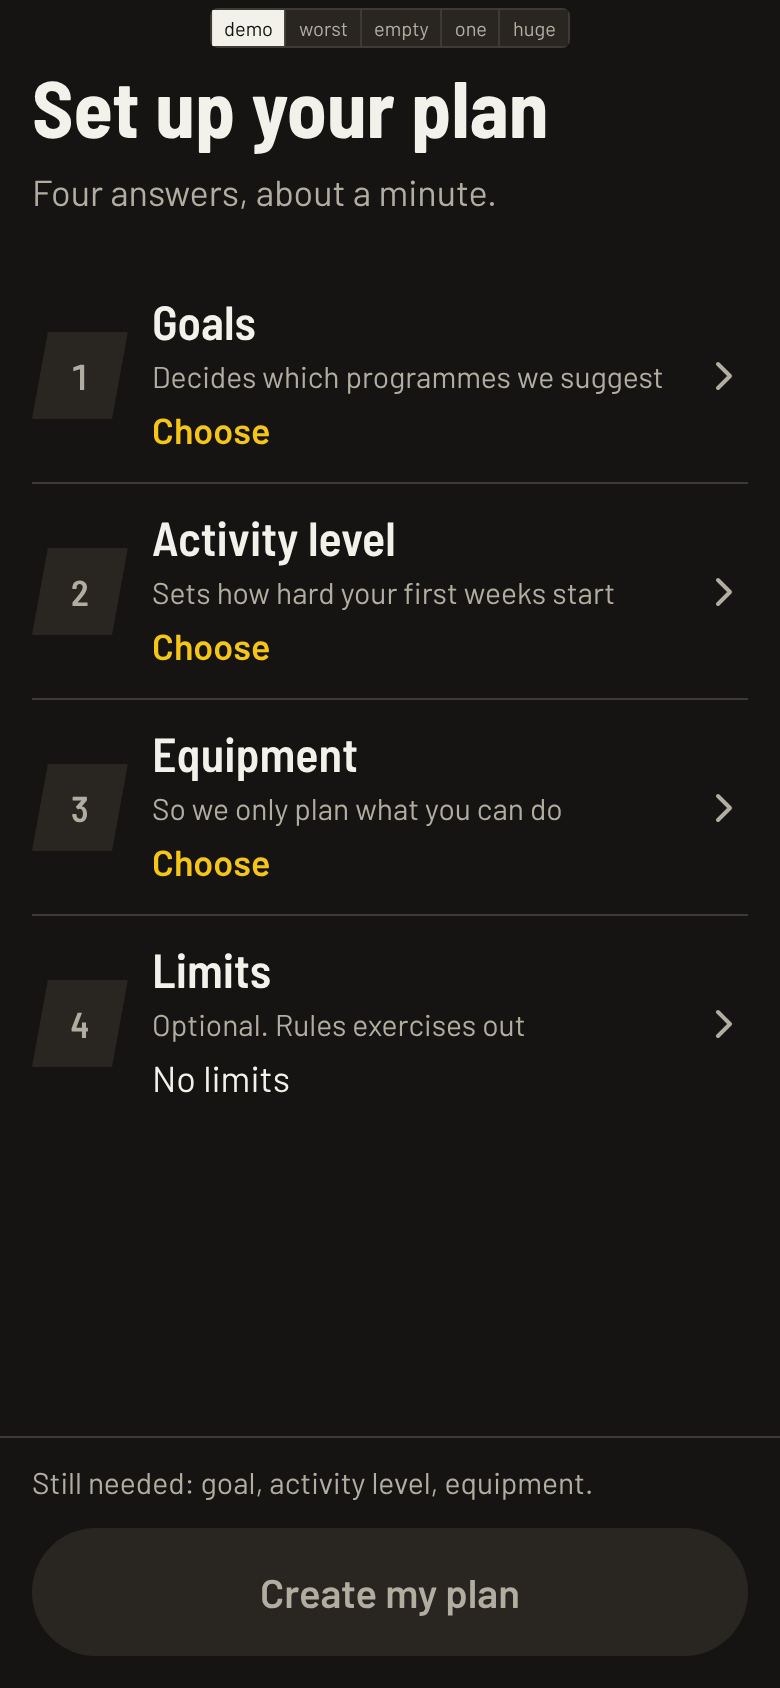 demo worst empty one huge
Set up your plan
Four answers, about a minute.
Goals
1
Decides which programmes we suggest
Choose
Activity level
2
Sets how hard your first weeks start
Choose
Equipment
3
So we only plan what you can do
Choose
Limits
4
Optional. Rules exercises out
No limits
Still needed: goal, activity level, equipment.
Create my plan